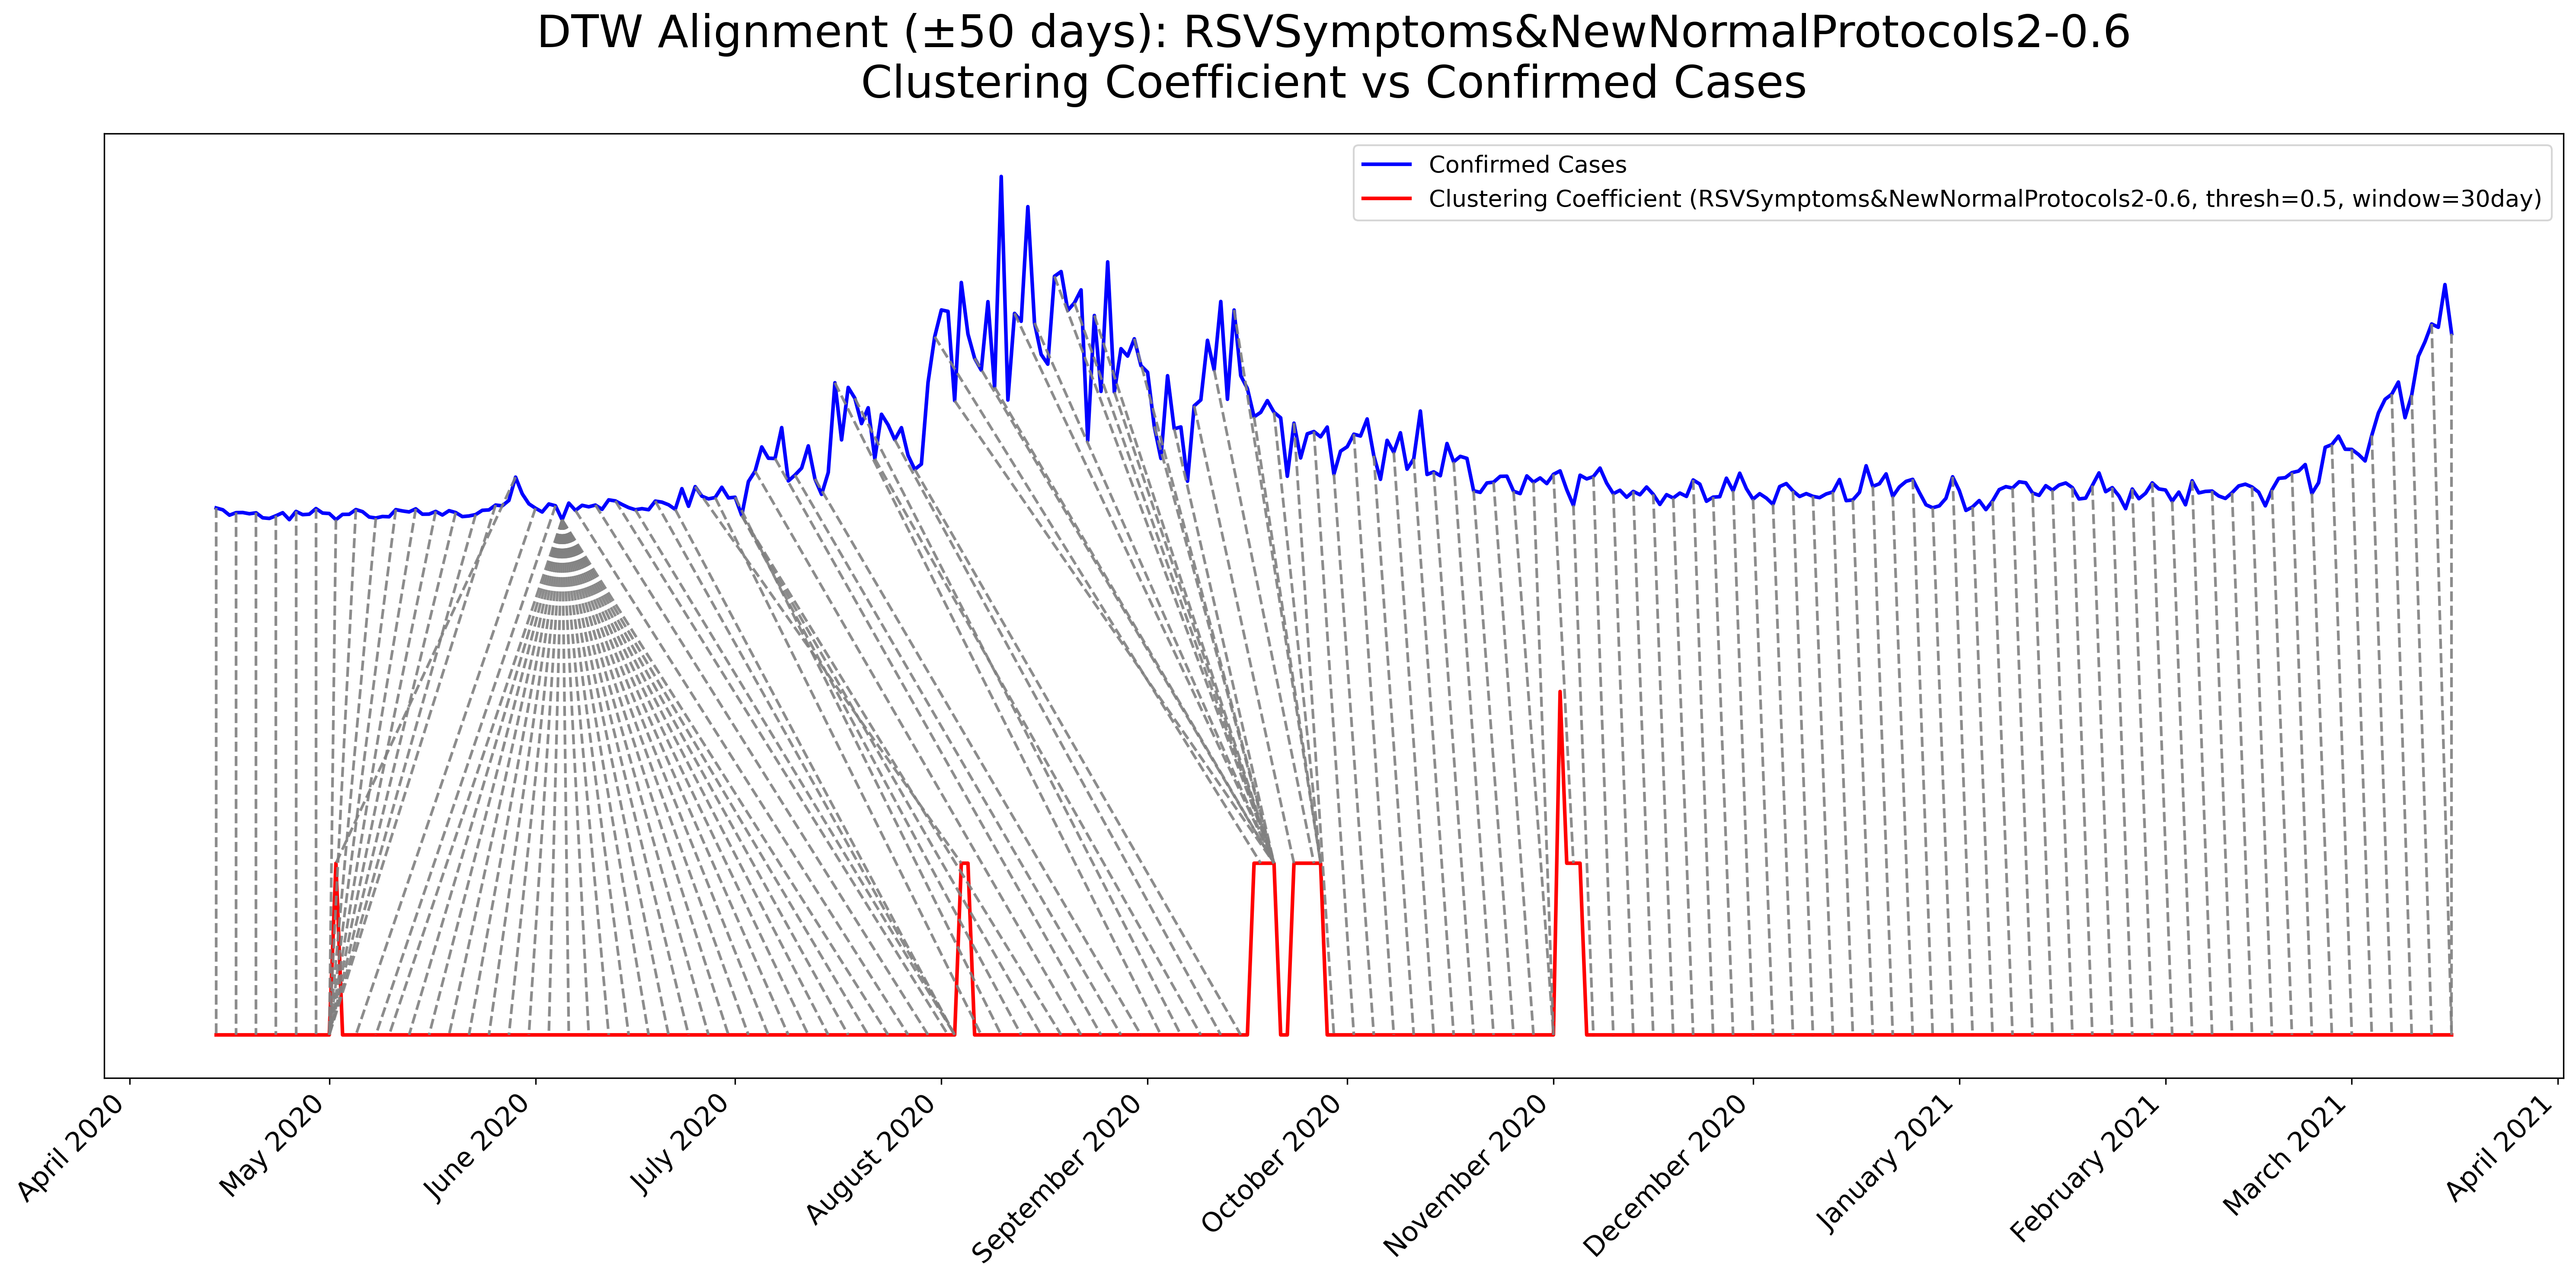 DTW Alignment (±50 days): RSVSymptoms&NewNormalProtocols2-0.6
Clustering Coefficient vs Confirmed Cases
Confirmed Cases
Clustering Coefficient (RSVSymptoms&NewNormalProtocols2-0.6, thresh=0.5, window=30day)
April 2020
May 2020
June 2020
July 2020
August 2020
September 2020
October 2020
November 2020
December 2020
January 2021
February 2021
March 2021
April 2021